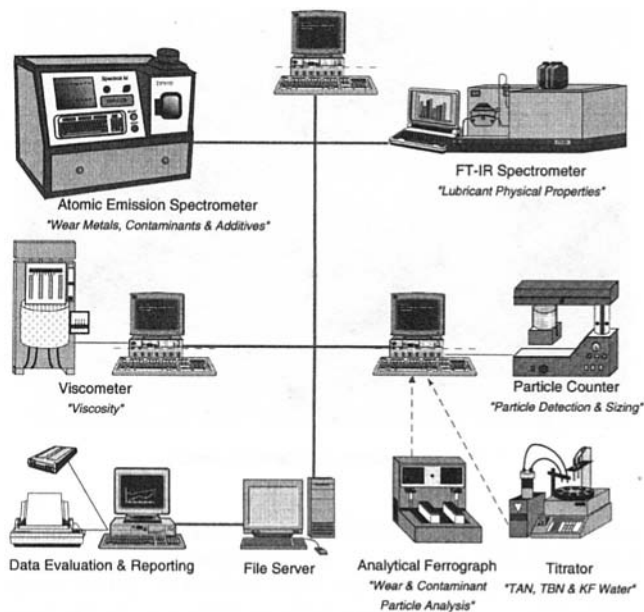 Atomic Emission Spectrometer
"Wear Metals, Contaminants & Additives"
FT-IR Spectrometer
"Lubricant Physical Properties"
Viscometer
"Viscosity"
Particle Counter
"Particle Detection & Sizing"
Data Evaluation & Reporting
File Server
Analytical Ferrograph
"Wear & Contaminant
Particle Analysis"
Titrator
"TAN, TBN & KF Water"